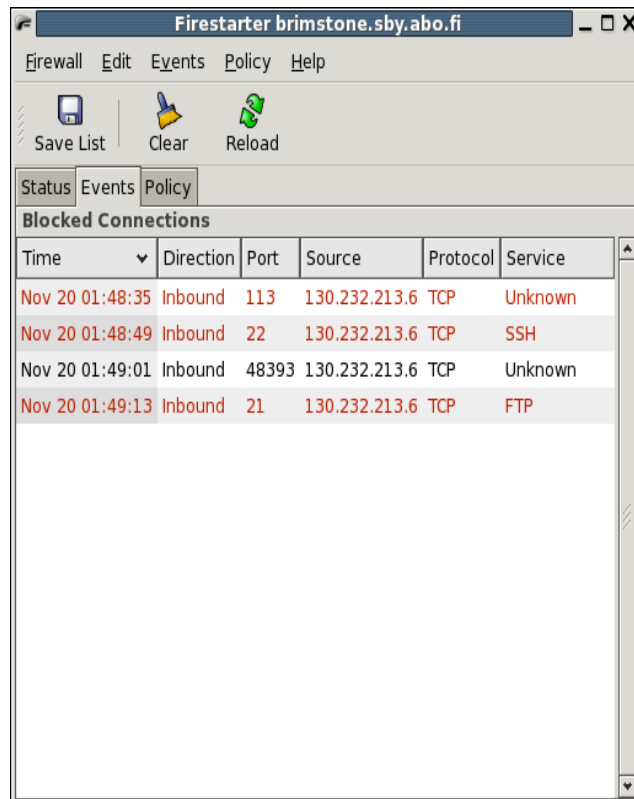 Firestarter brimstone.sby.abo.fi
Firewall Edit Events Policy Help
Save List Clear Reload
Status Events Policy
Blocked Connections
Time Direction Port Source Protocol Service
Nov 20 01:48:35 Inbound 113 130.232.213.6 TCP Unknown
Nov 20 01:48:49 Inbound 22 130.232.213.6 TCP SSH
Nov 20 01:49:01 Inbound 48393 130.232.213.6 TCP Unknown
Nov 20 01:49:13 Inbound 21 130.232.213.6 TCP FTP